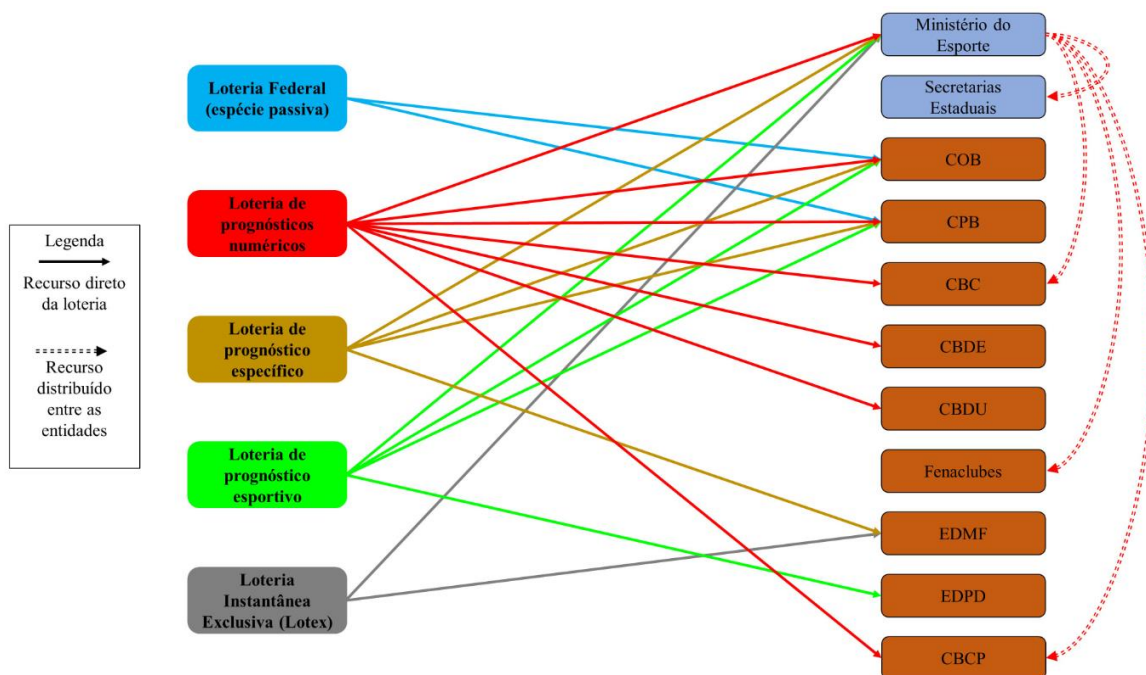 Legenda
Recurso direto
da loteria
Recurso
distribuído
entre as
entidades
Loteria Federal
(espécie passiva)
Loteria de
prognósticos
numéricos
Loteria de
prognóstico
específico
Loteria de
prognóstico
esportivo
Loteria
Instantânea
Exclusiva (Lotex)
Ministério do
Esporte
Secretarias
Estaduais
COB
CPB
CBC
CBDE
CBDU
Fenaclubes
EDMF
EDPD
CBCP